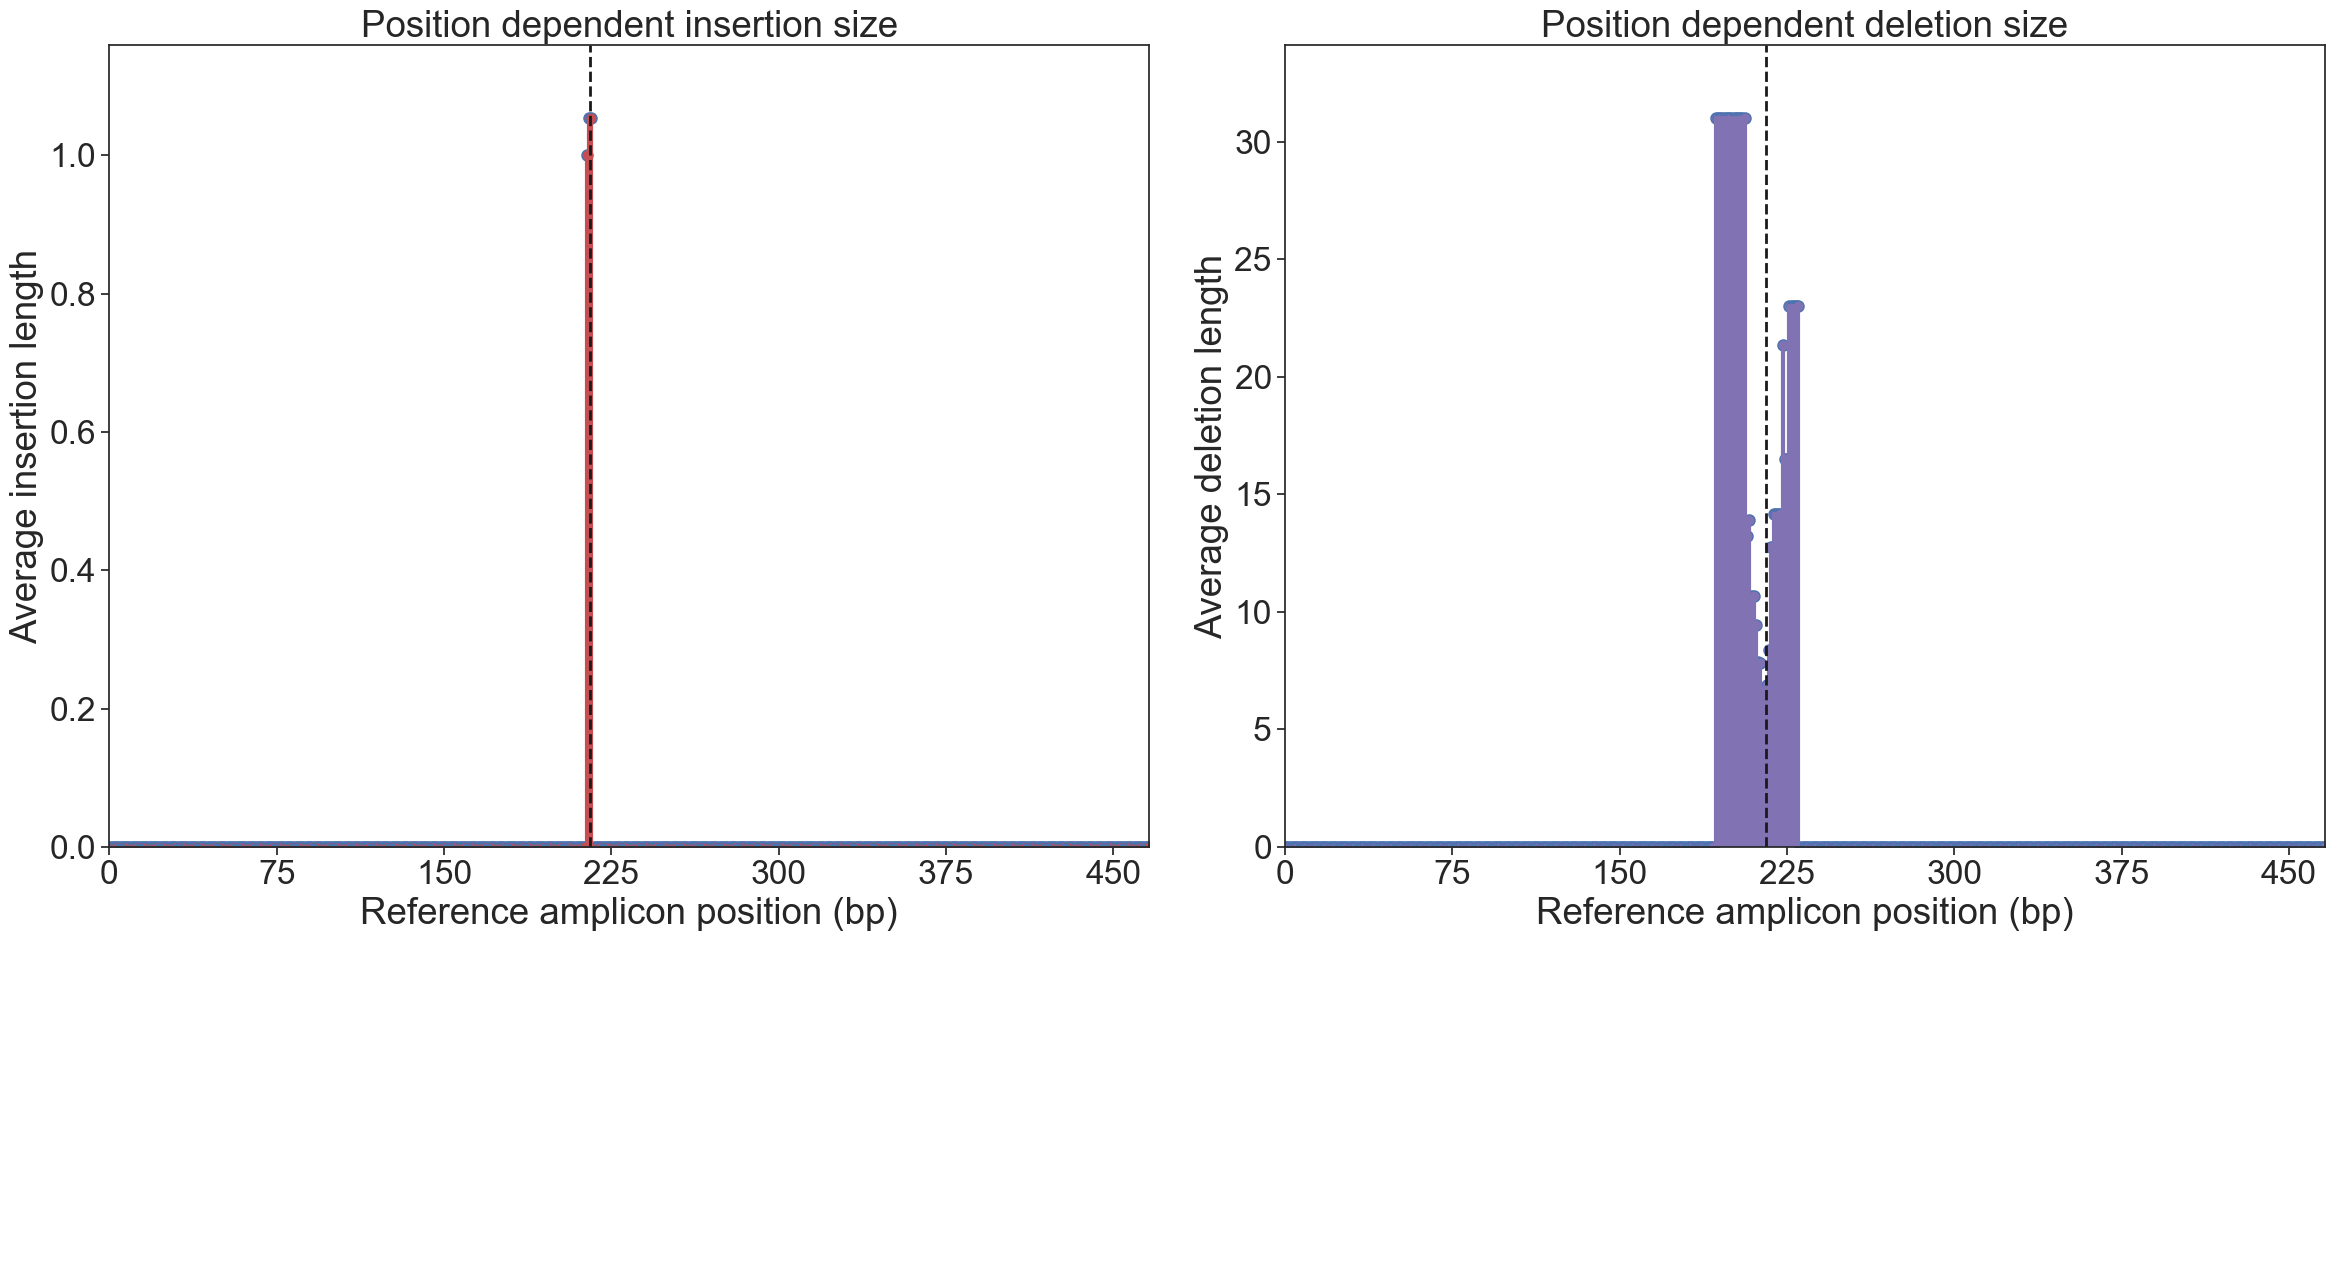 Position dependent insertion size
Average insertion length
1.0
0.8
0.6
0.4
0.2
0.0
0 75 150 225 300 375 450
Reference amplicon position (bp)
Position dependent deletion size
Average deletion length
30
25
20
15
10
5
0
0 75 150 225 300 375 450
Reference amplicon position (bp)